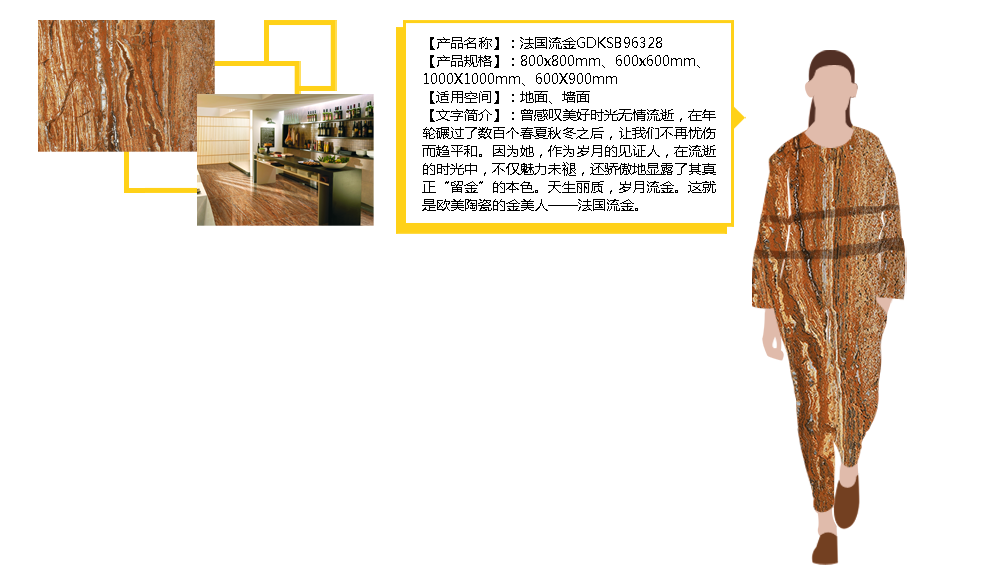 【产品名称】：法国流金GDKSB96328
【产品规格】：800x800mm、600x600mm、
1000X1000mm、600X900mm
【适用空间】：地面、墙面
【文字简介】：曾感叹美好时光无情流逝，在年
轮碾过了数百个春夏秋冬之后，让我们不再忧伤
而趋平和。因为她，作为岁月的见证人，在流逝
的时光中，不仅魅力未褪，还骄傲地显露了其真
正“留金”的本色。天生丽质，岁月流金。这就
是欧美陶瓷的金美人——法国流金。